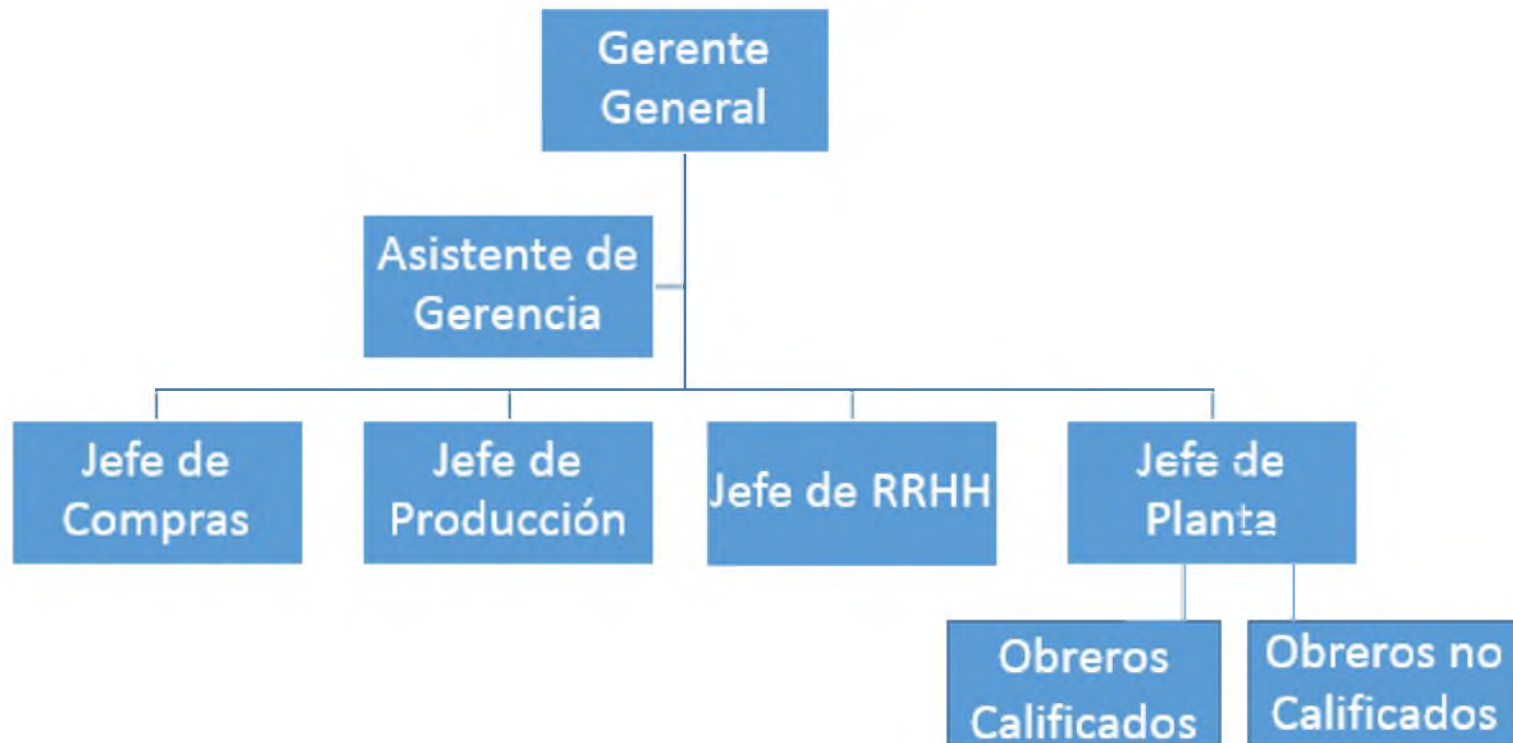 Gerente
General
Asistente de
Gerencia
Jefe de
Compras
Jefe de
Producción
Jefe de RRHH
Jefe de
Planta
Obreros
Calificados
Obreros no
Calificados